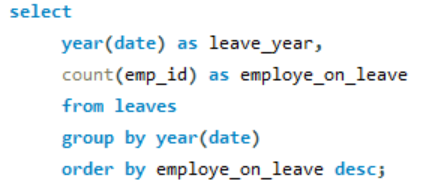 select
year(date) as leave_year,
count(emp_id) as employe_on_leave
from leaves
group by year(date)
order by employe_on_leave desc;